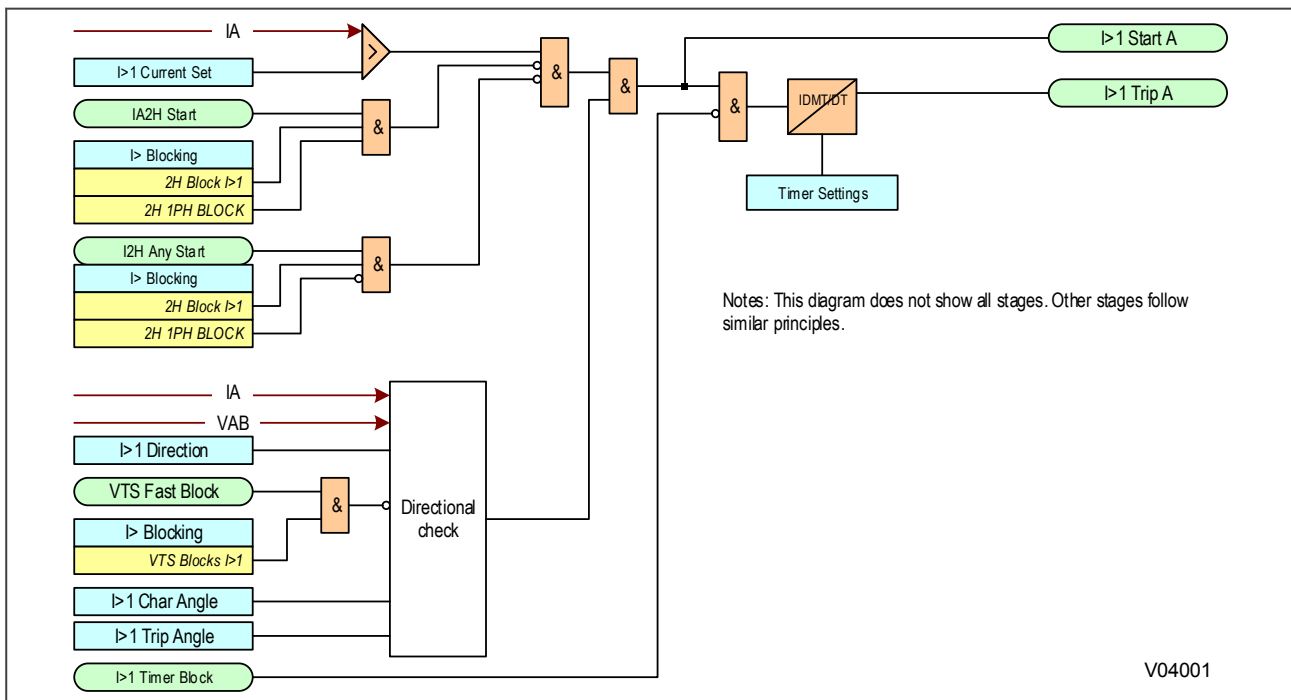 IA
I>1 Current Set
>
IA2H Start
I> Blocking
2H Block I>1
2H 1PH BLOCK
&
&
&
I>1 Start A
I>1 Trip A
&
IDMT/DT
Timer Settings
I2H Any Start
I> Blocking
2H Block I>1
2H 1PH BLOCK
&
Notes: This diagram does not show all stages. Other stages follow
similar principles.
IA
VAB
I>1 Direction
VTS Fast Block
I> Blocking
VTS Blocks I>1
&
Directional
check
I>1 Char Angle
I>1 Trip Angle
I>1 Timer Block
V04001